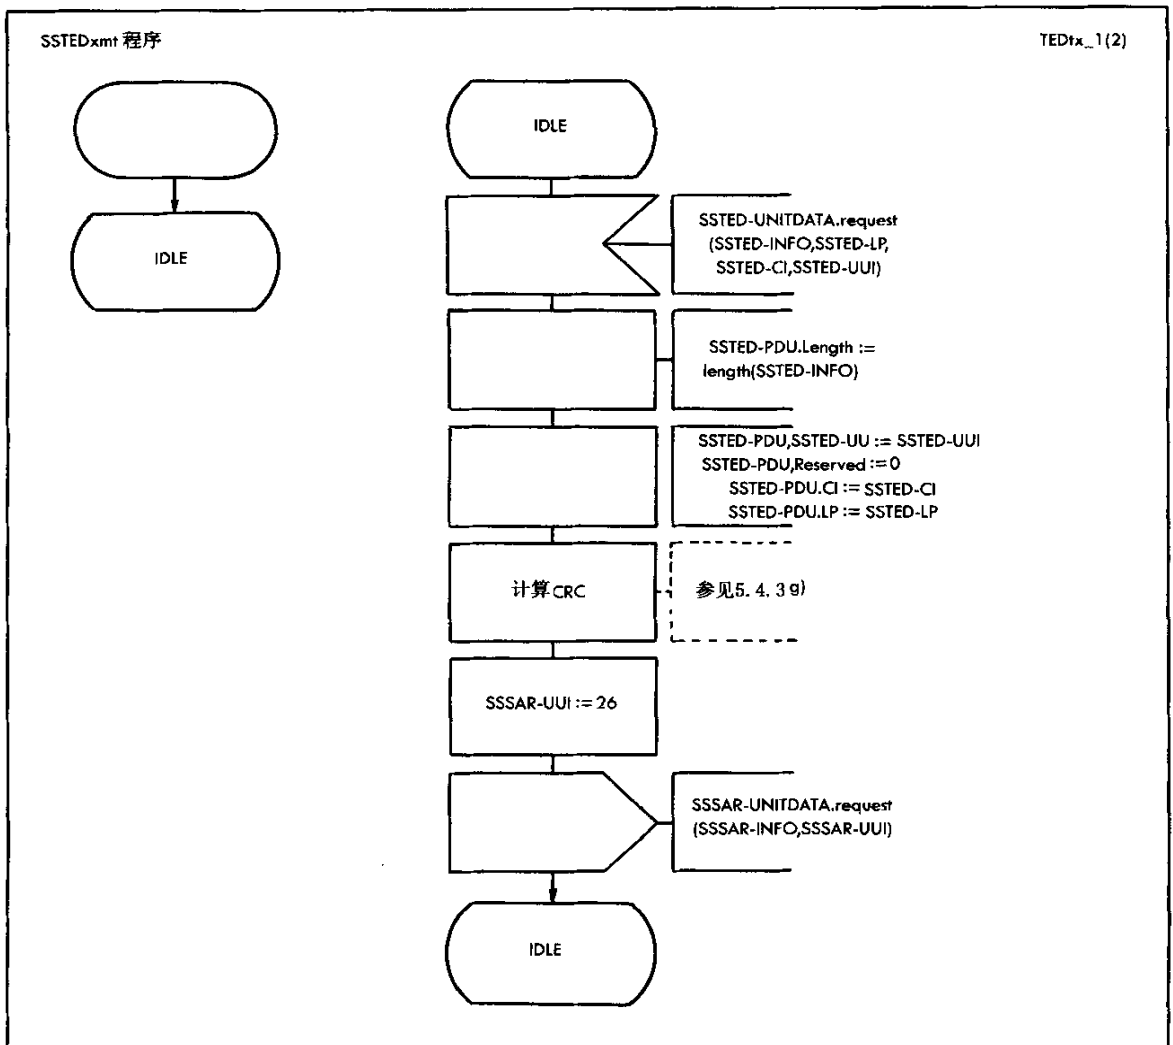 SSTEDxmt 程序
TEDtx_1(2)
IDLE
IDLE
SSTED-UNITDATA.request
(SSTED-INFO,SSTED-LP,
SSTED-CI,SSTED-UUI)
SSTED-PDU.Length :=
length(SSTED-INFO)
SSTED-PDU,SSTED-UU := SSTED-UUI
SSTED-PDU,Reserved := 0
SSTED-PDU.CI := SSTED-CI
SSTED-PDU.LP := SSTED-LP
计算CRC
参见5.4.3 g)
SSSAR-UUI := 26
SSSAR-UNITDATA.request
(SSSAR-INFO,SSSAR-UUI)
IDLE